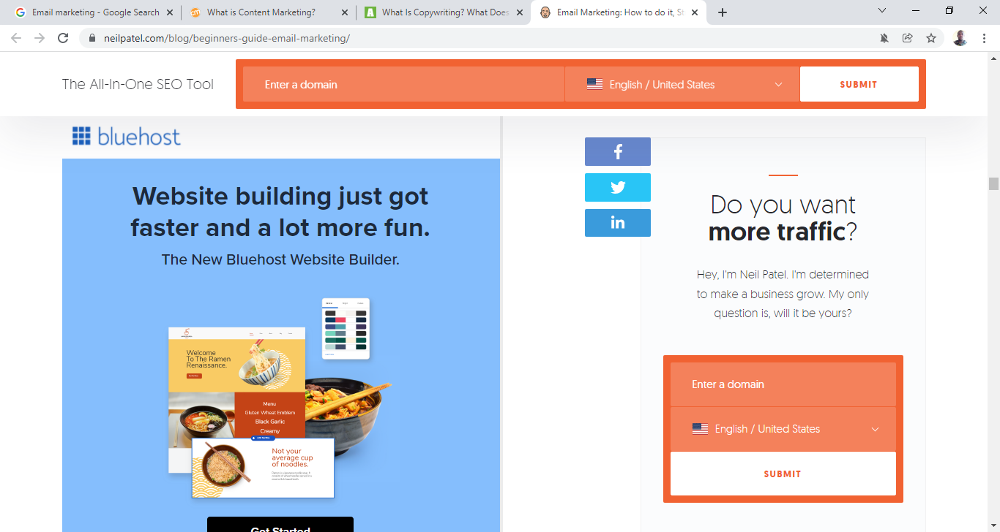 Email marketing - Google Search
What is Content Marketing?
What Is Copywriting? What Does
Email Marketing: How to do it, St
neilpatel.com/blog/beginners-guide-email-marketing/
The All-In-One SEO Tool
Enter a domain
English / United States
SUBMIT
bluehost
Website building just got
faster and a lot more fun.
The New Bluehost Website Builder.
Welcome
To The Ramen
Renaissance.
Menu
Gluten Wheat Emblem
Black Garlic
Creamy
Not your
average cup
of noodles.
Get Started
Do you want
more traffic?
Hey, I'm Neil Patel. I'm determined
to make a business grow. My only
question is, will it be yours?
Enter a domain
English / United States
SUBMIT